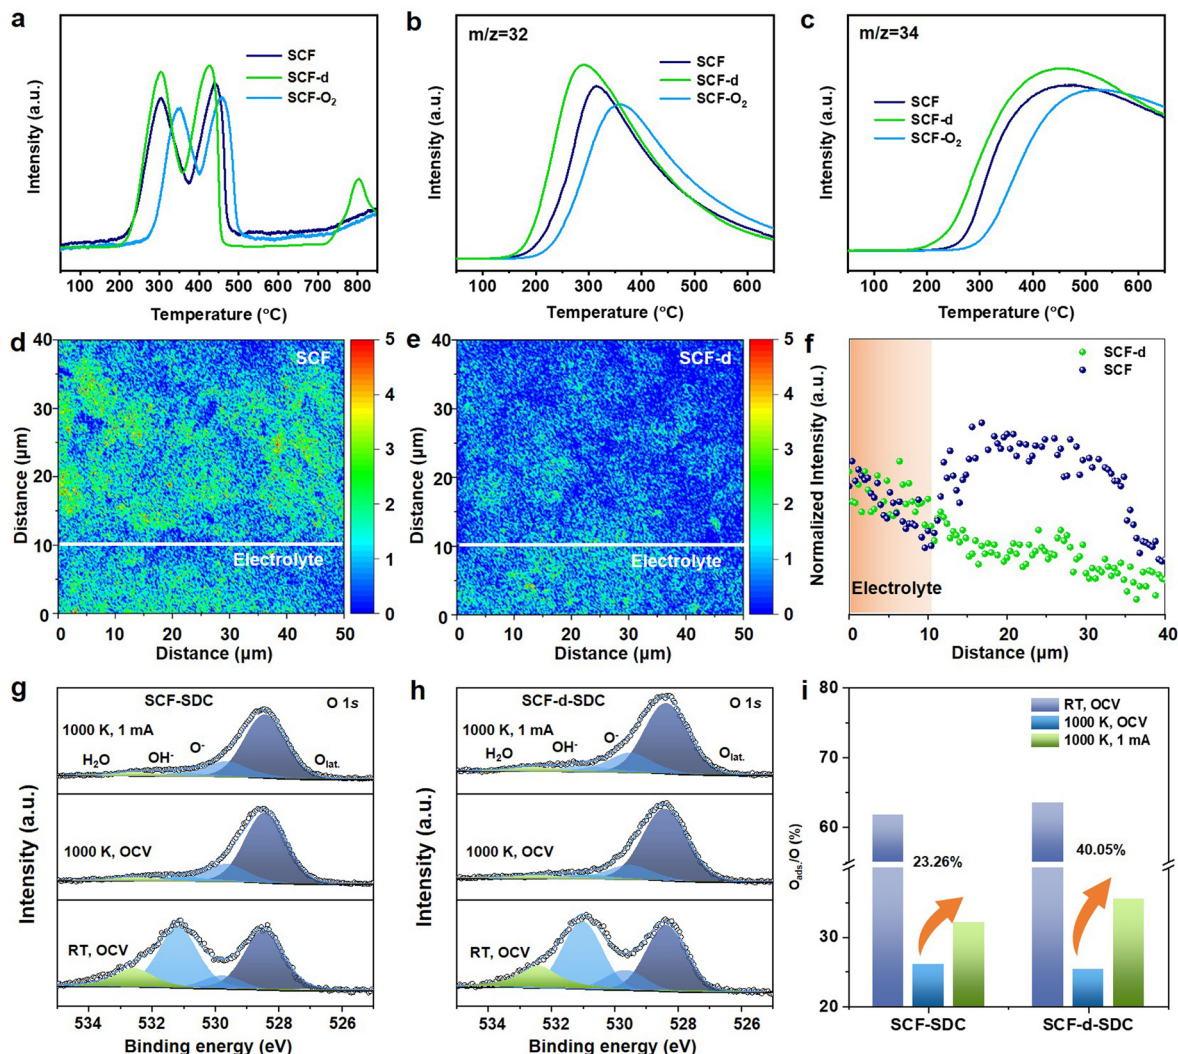 a
SCF
SCF-d
SCF-O2
Intensity (a.u.)
100 200 300 400 500 600 700 800
Temperature (°C)
b
m/z=32
SCF
SCF-d
SCF-O2
Intensity (a.u.)
100 200 300 400 500 600
Temperature (°C)
c
m/z=34
SCF
SCF-d
SCF-O2
Intensity (a.u.)
100 200 300 400 500 600
Temperature (°C)
d
SCF
Electrolyte
Distance (μm)
40
30
20
10
0
0 10 20 30 40 50
Distance (μm)
5
4
3
2
1
0
e
SCF-d
Electrolyte
Distance (μm)
40
30
20
10
0
0 10 20 30 40 50
Distance (μm)
5
4
3
2
1
0
f
SCF-d
SCF
Normalized Intensity (a.u.)
Electrolyte
0 10 20 30 40
Distance (μm)
g
SCF-SDC O 1s
1000 K, 1 mA
H2O OH- O- Olat.
1000 K, OCV
RT, OCV
Intensity (a.u.)
534 532 530 528 526
Binding energy (eV)
h
SCF-d-SDC O 1s
1000 K, 1 mA
H2O OH- O- Olat.
1000 K, OCV
RT, OCV
Intensity (a.u.)
534 532 530 528 526
Binding energy (eV)
i
RT, OCV
1000 K, OCV
1000 K, 1 mA
Oads./O (%)
80
70
60
30
20
23.26%
40.05%
SCF-SDC SCF-d-SDC